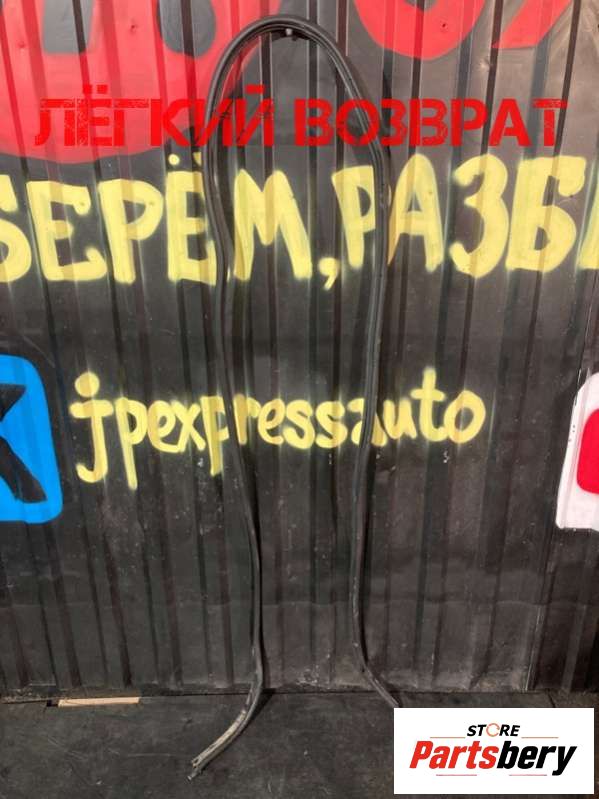 ЛЁГКИЙ ВОЗВРАТ
БЕРЁМ, РАЗБ
jpexpressauto
STORE
Partsbery